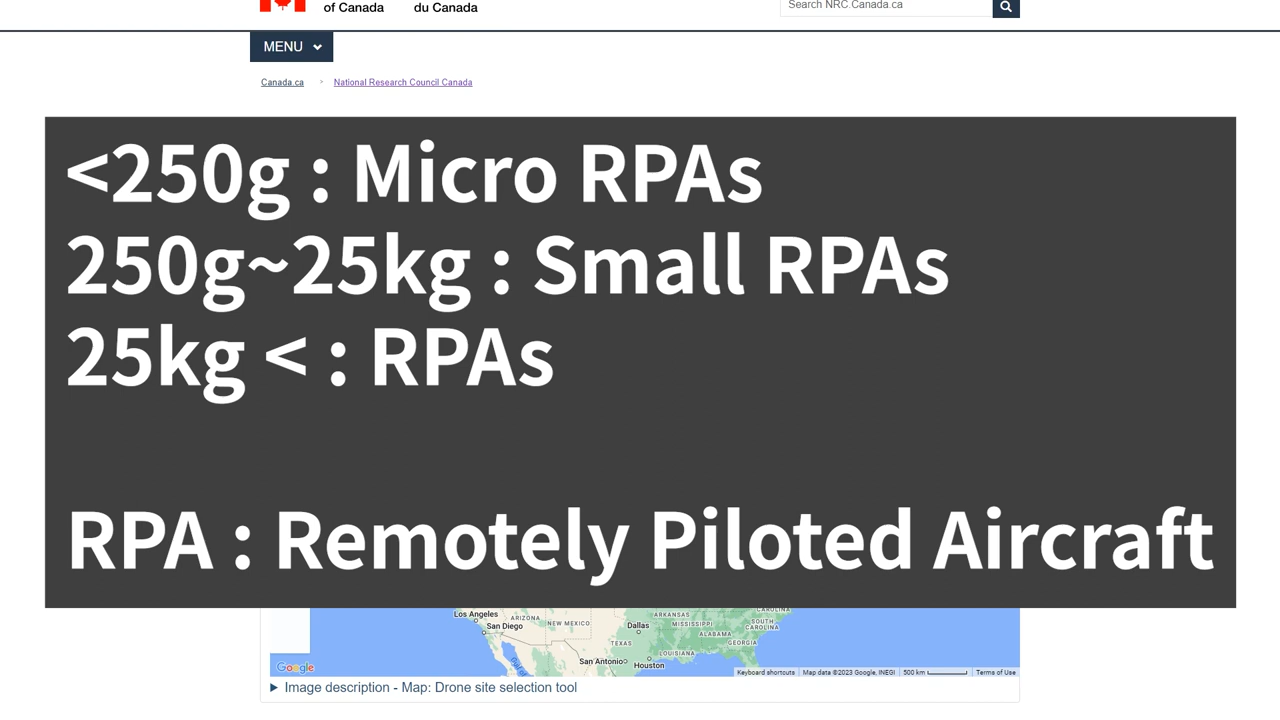 of Canada du Canada
Search NRC.Canada.ca
MENU
Canada.ca > National Research Council Canada
<250g : Micro RPAs
250g~25kg : Small RPAs
25kg < : RPAs
RPA : Remotely Piloted Aircraft
Los Angeles
San Diego
ARIZONA
NEW MEXICO
Dallas
TEXAS
ARKANSAS
MISSISSIPPI
ALABAMA
GEORGIA
SOUTH
CAROLINA
LOUISIANA
San Antonio
Houston
Google
Keyboard shortcuts Map data ©2023 Google, INEGI 500 km Terms of Use
Image description - Map: Drone site selection tool